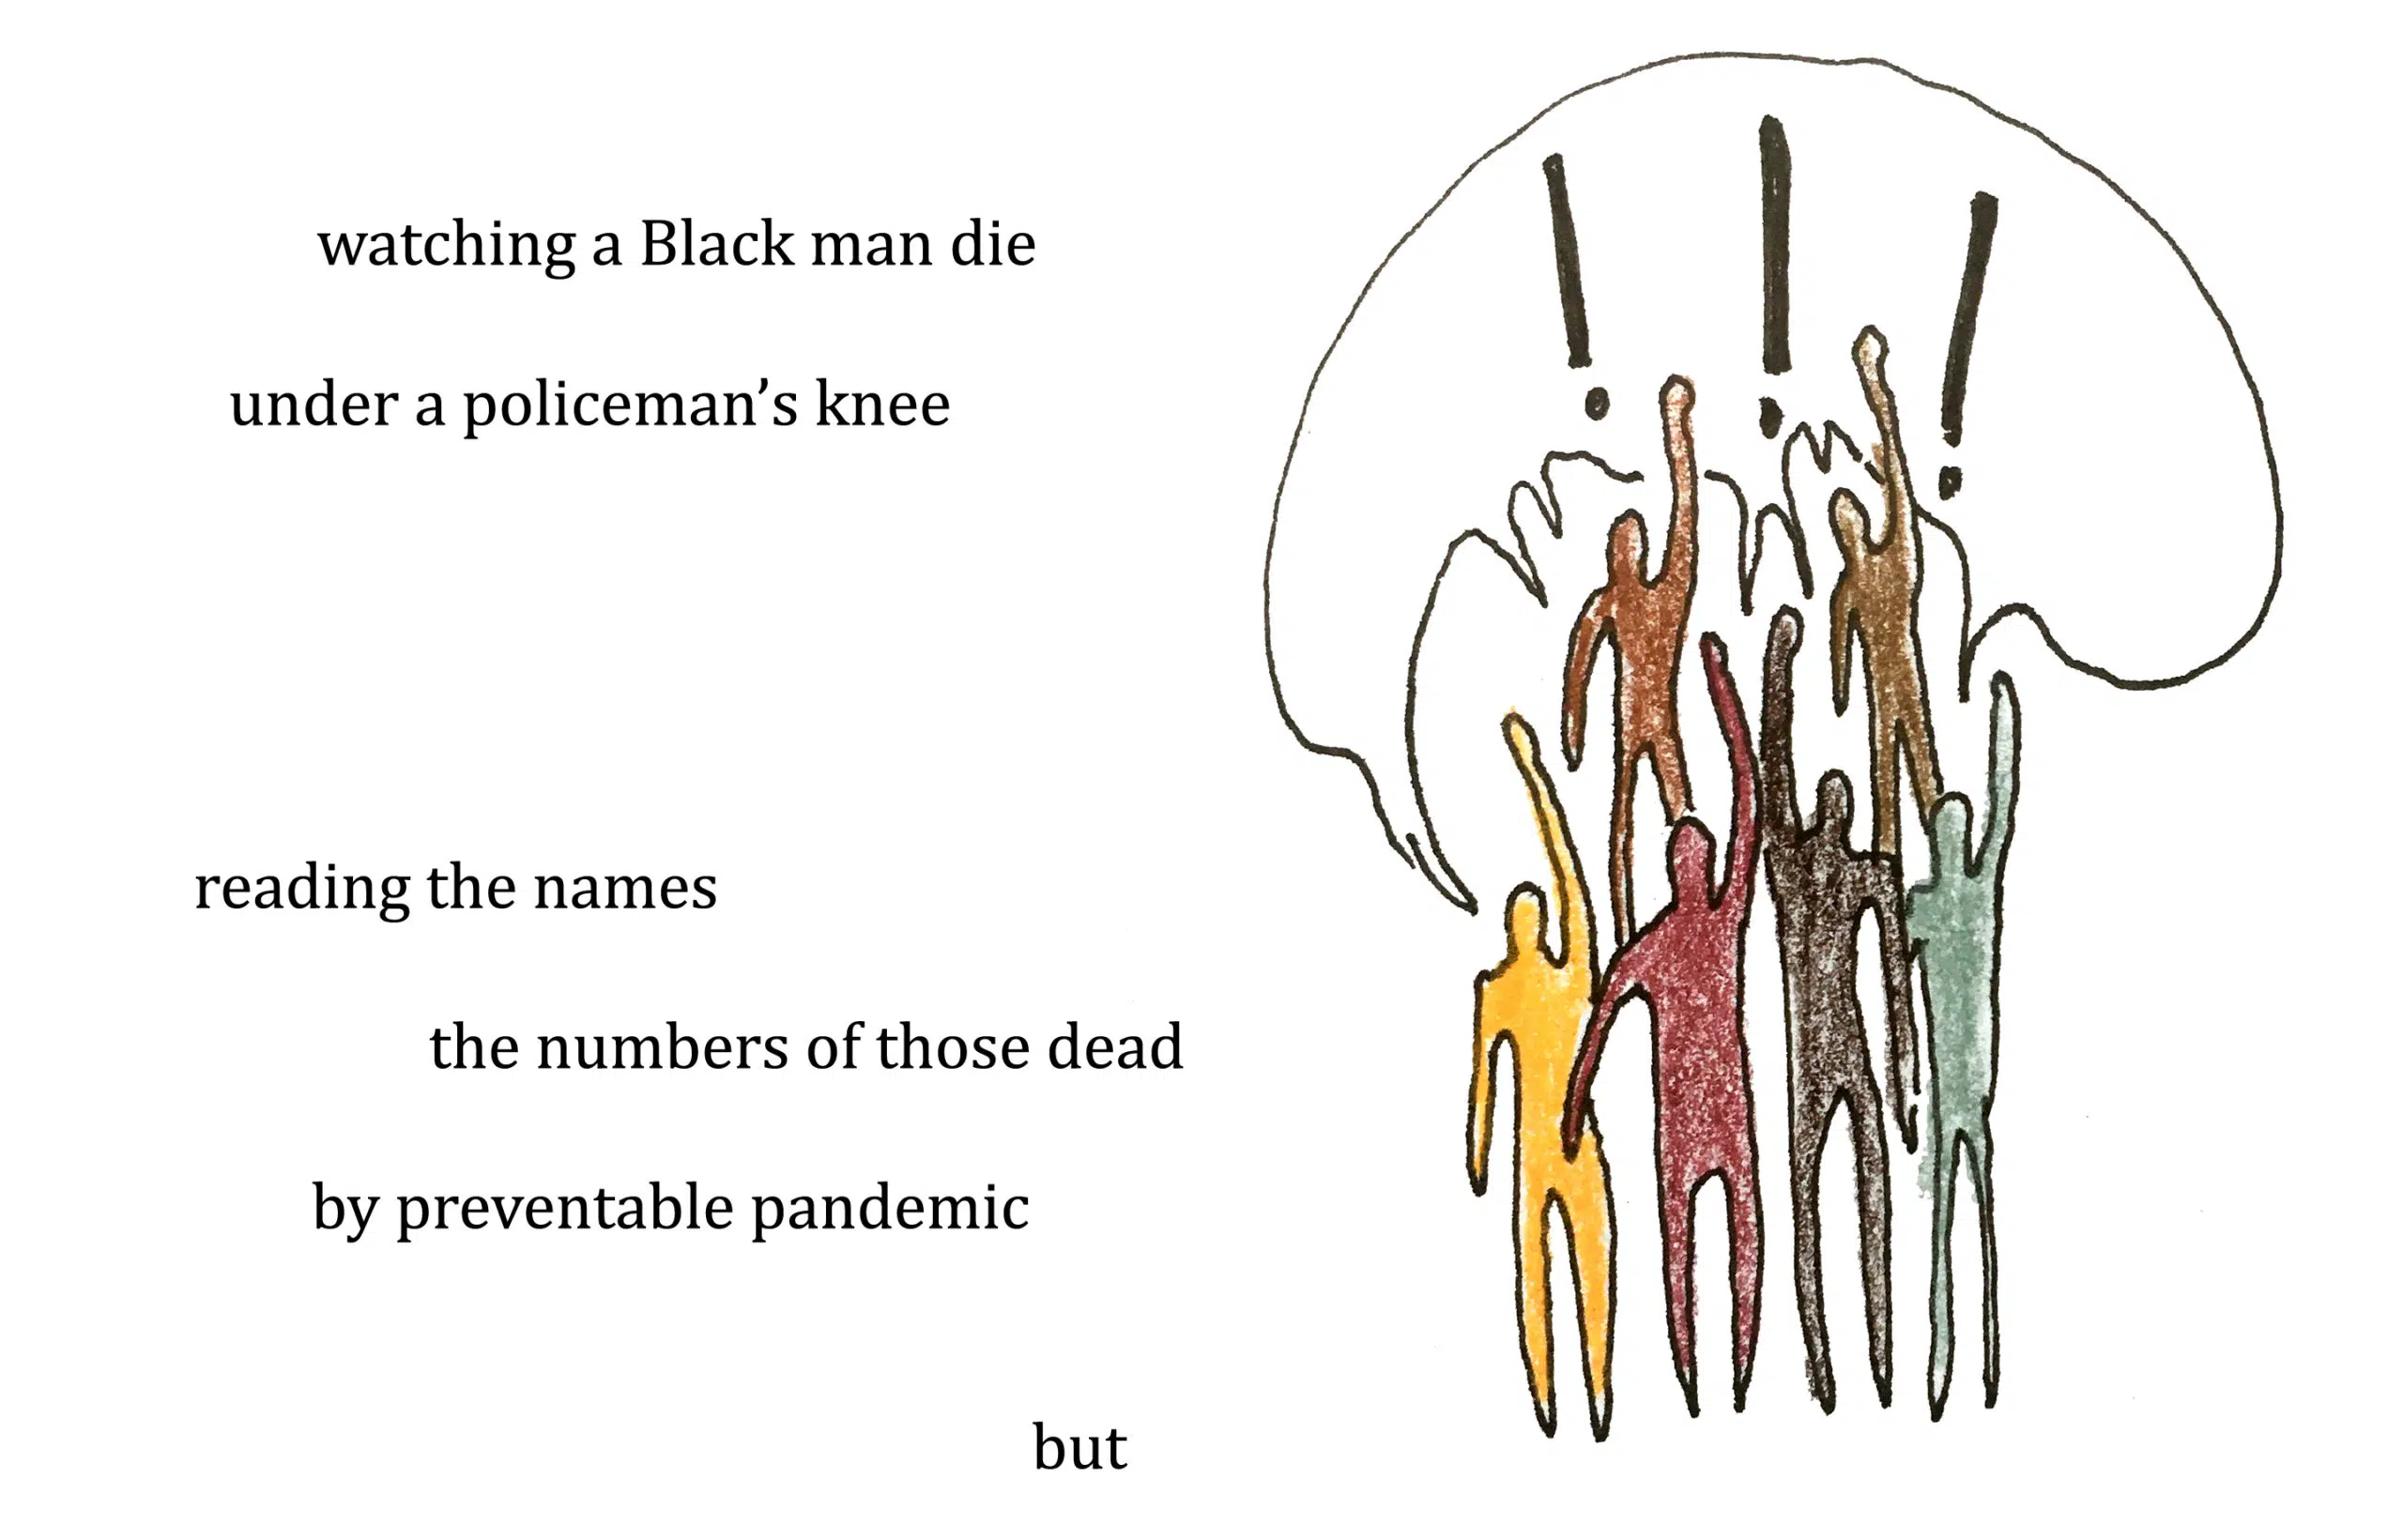 watching a Black man die
under a policeman’s knee
reading the names
the numbers of those dead
by preventable pandemic
but
! ! !